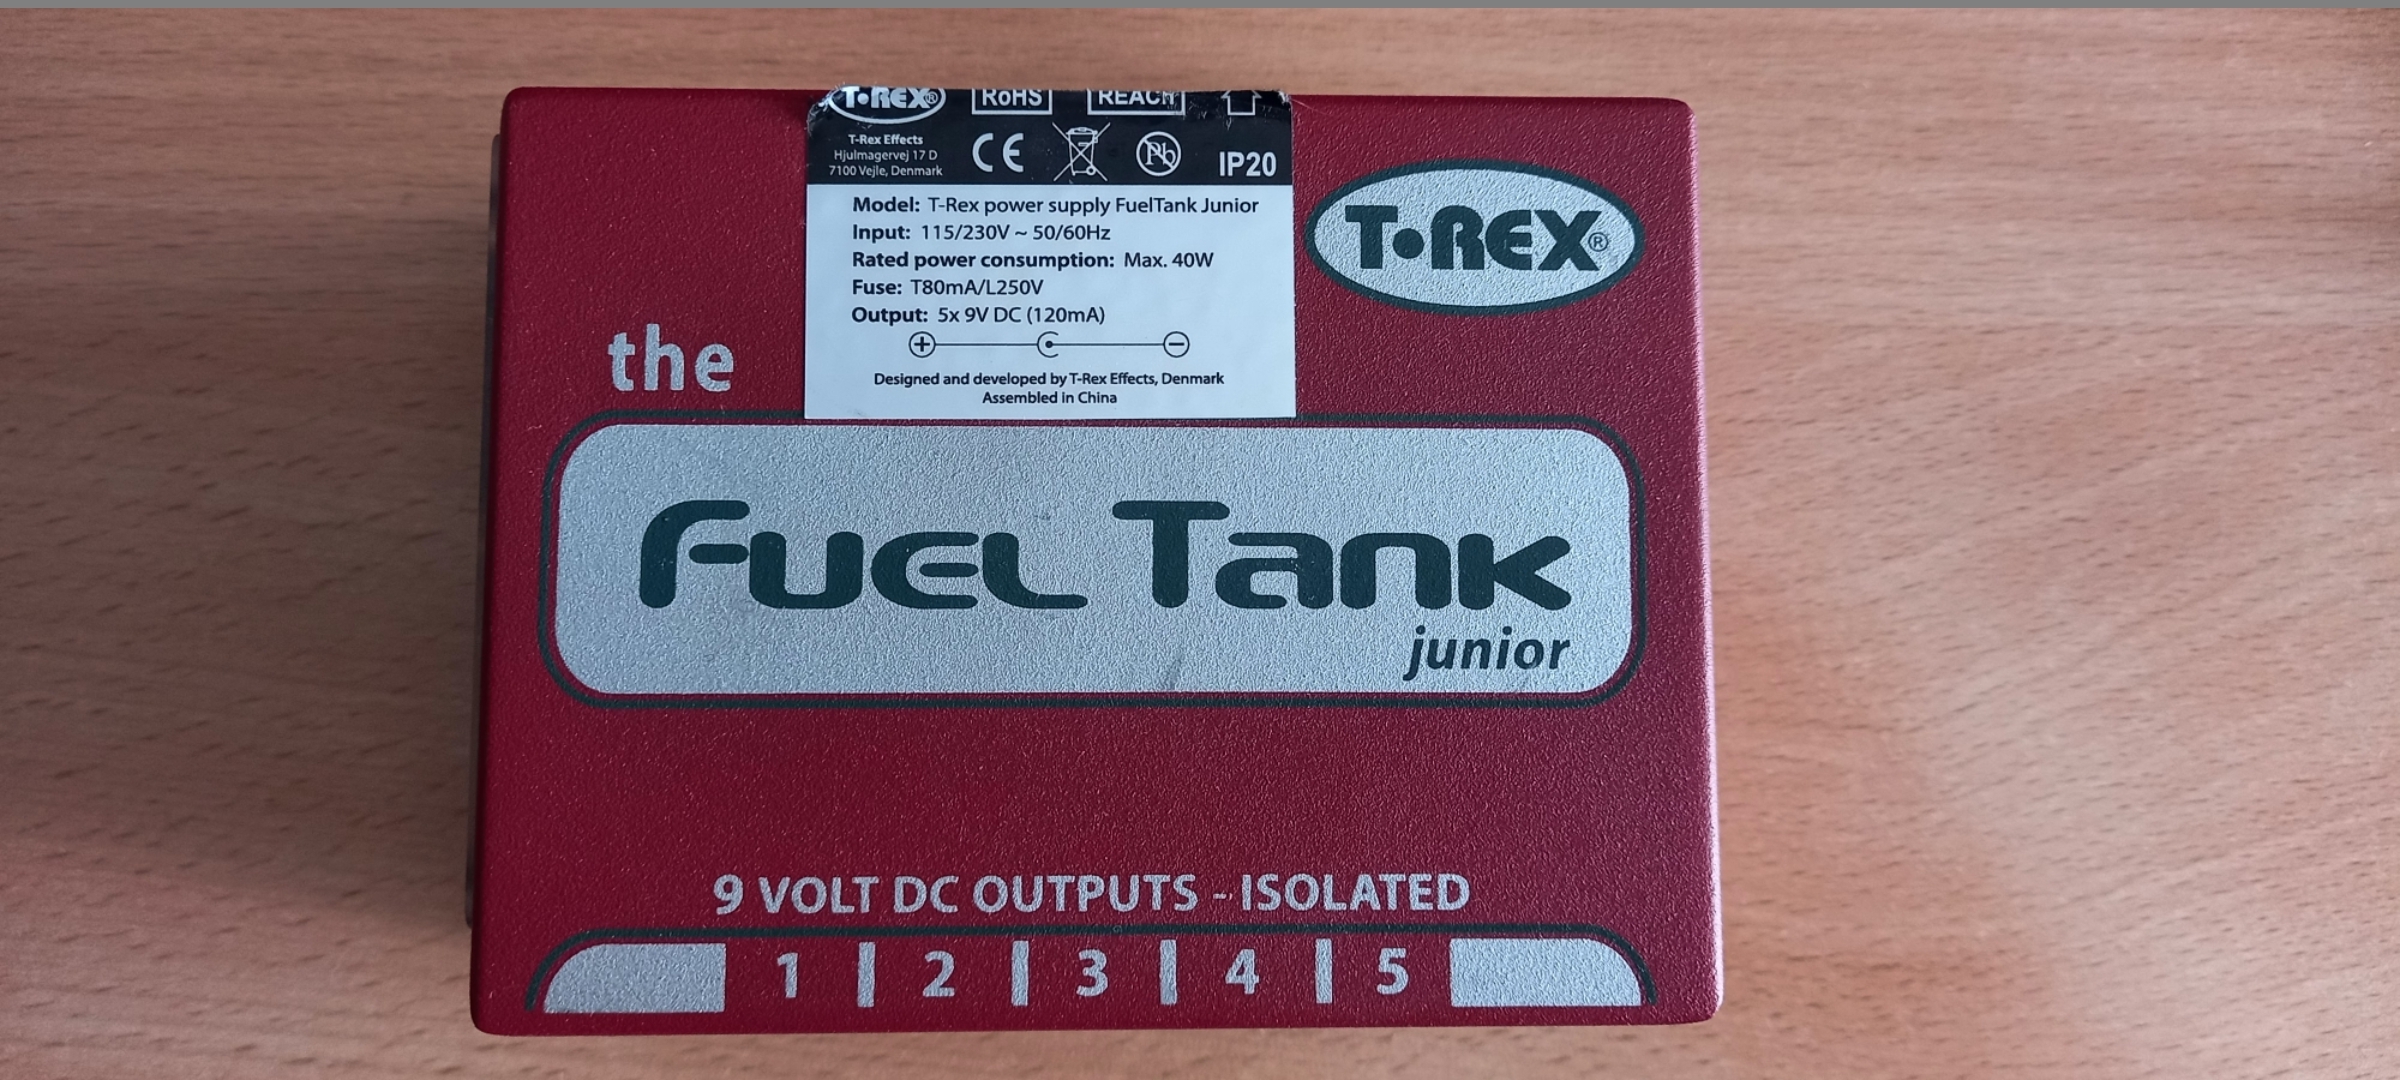 T•REX®
RoHS
REACH
T-Rex Effects
Hjulmagervej 17 D
7100 Vejle, Denmark
CE
Pb
IP20
Model: T-Rex power supply FuelTank Junior
Input: 115/230V ~ 50/60Hz
Rated power consumption: Max. 40W
Fuse: T80mA/L250V
Output: 5x 9V DC (120mA)
+ −
Designed and developed by T-Rex Effects, Denmark
Assembled in China
T•REX®
the
Fuel Tank
junior
9 VOLT DC OUTPUTS - ISOLATED
1 | 2 | 3 | 4 | 5